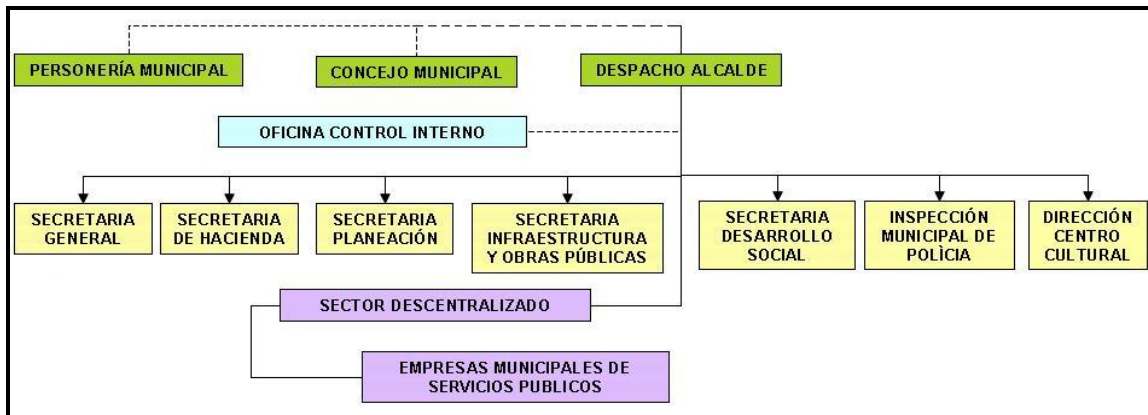 PERSONERÍA MUNICIPAL
CONCEJO MUNICIPAL
DESPACHO ALCALDE
OFICINA CONTROL INTERNO
SECRETARIA
GENERAL
SECRETARIA
DE HACIENDA
SECRETARIA
PLANEACIÓN
SECRETARIA
INFRAESTRUCTURA
Y OBRAS PÚBLICAS
SECRETARIA
DESARROLLO
SOCIAL
INSPECCIÓN
MUNICIPAL DE
POLÌCIA
DIRECCIÓN
CENTRO
CULTURAL
SECTOR DESCENTRALIZADO
EMPRESAS MUNICIPALES DE
SERVICIOS PUBLICOS